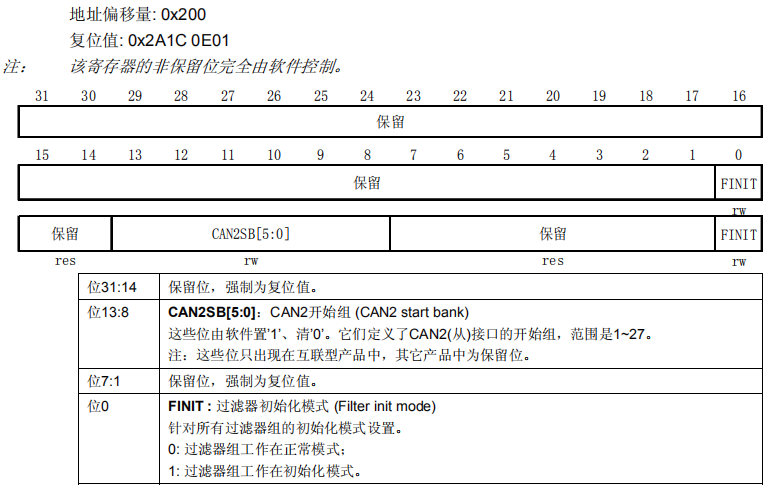 地址偏移量: 0x200
复位值: 0x2A1C 0E01
注： 该寄存器的非保留位完全由软件控制。
31 30 29 28 27 26 25 24 23 22 21 20 19 18 17 16
保留
15 14 13 12 11 10 9 8 7 6 5 4 3 2 1 0
保留 FINIT
rw
保留 CAN2SB[5:0] 保留 FINIT
res rw res rw
位31:14 保留位，强制为复位值。
位13:8 CAN2SB[5:0]：CAN2开始组 (CAN2 start bank)
这些位由软件置'1'、清'0'。它们定义了CAN2(从)接口的开始组，范围是1~27。
注：这些位只出现在互联型产品中，其它产品中为保留位。
位7:1 保留位，强制为复位值。
位0 FINIT : 过滤器初始化模式 (Filter init mode)
针对所有过滤器组的初始化模式设置。
0: 过滤器组工作在正常模式；
1: 过滤器组工作在初始化模式。